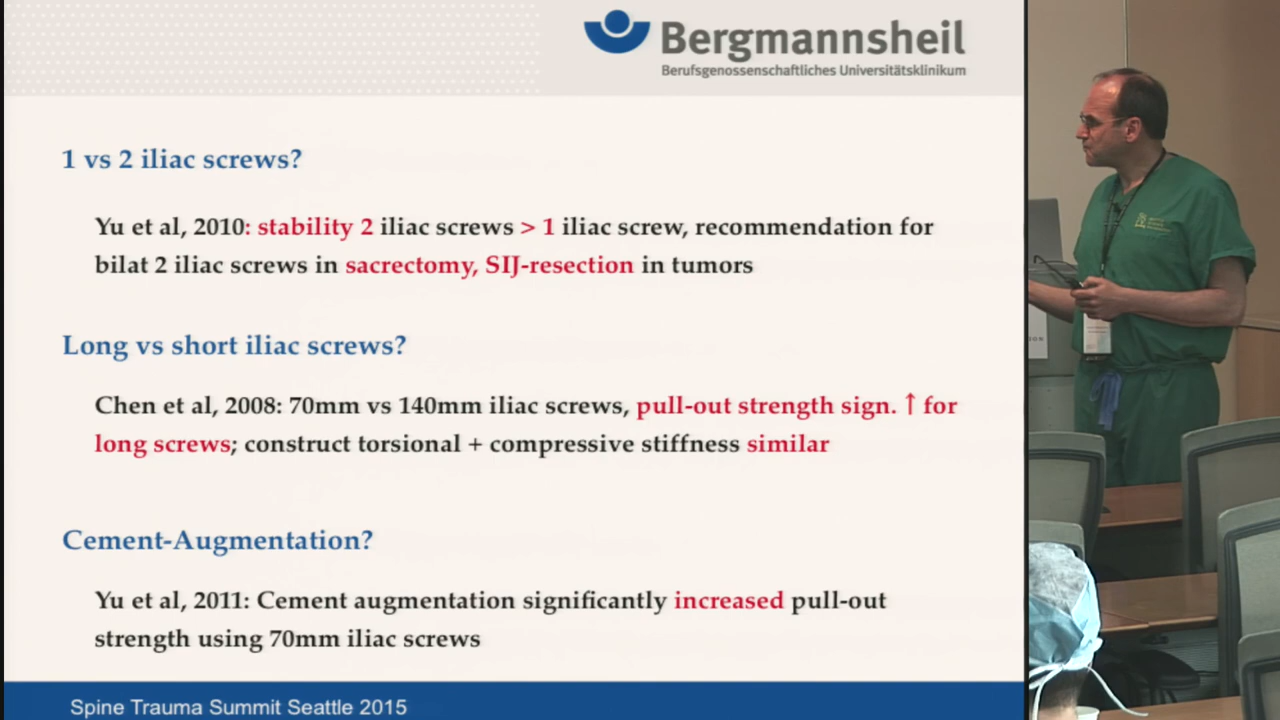 Bergmannsheil
Berufsgenossenschaftliches Universitätsklinikum
1 vs 2 iliac screws?
Yu et al, 2010: stability 2 iliac screws > 1 iliac screw, recommendation for
bilat 2 iliac screws in sacrectomy, SIJ-resection in tumors
Long vs short iliac screws?
Chen et al, 2008: 70mm vs 140mm iliac screws, pull-out strength sign. ↑ for
long screws; construct torsional + compressive stiffness similar
Cement-Augmentation?
Yu et al, 2011: Cement augmentation significantly increased pull-out
strength using 70mm iliac screws
Spine Trauma Summit Seattle 2015